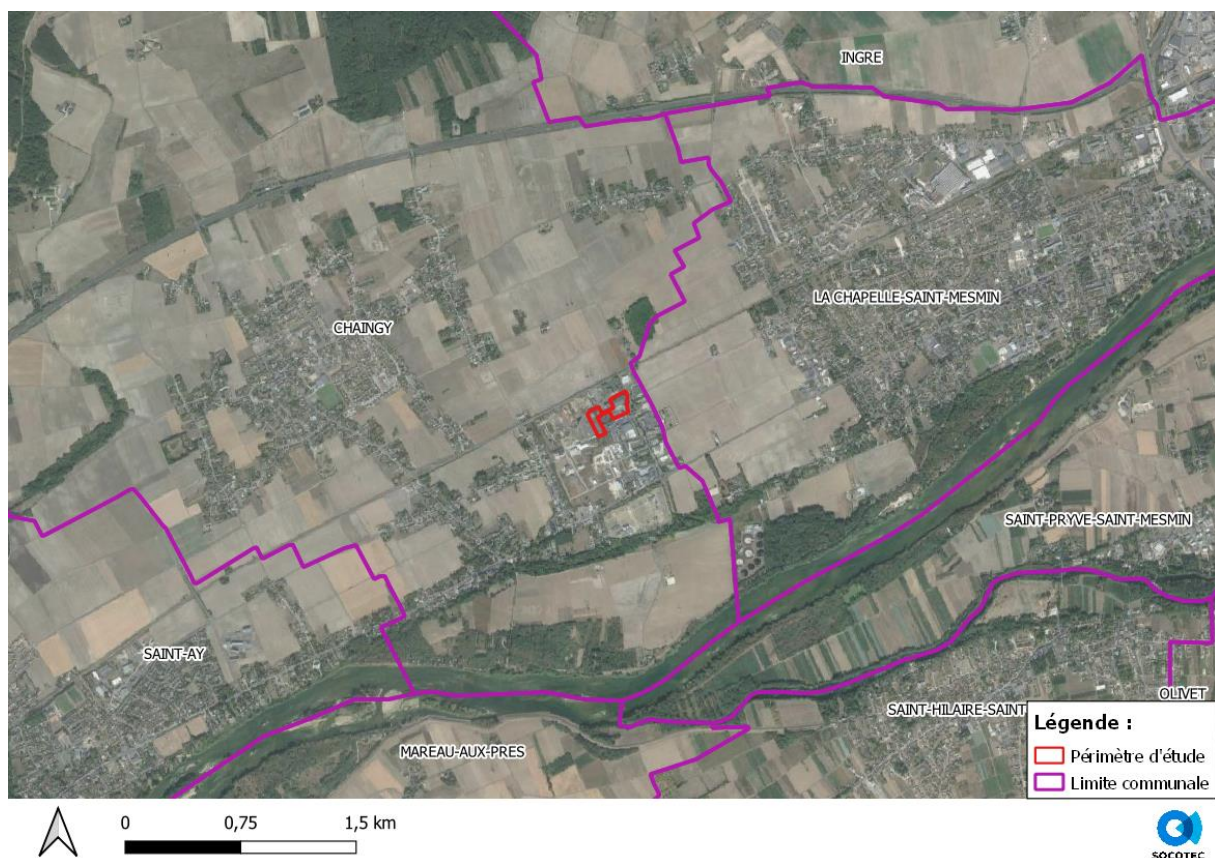 INGRE
LA CHAPELLE-SAINT-MESMIN
CHAINGY
SAINT-PRYVE-SAINT-MESMIN
SAINT-AY
OLIVET
SAINT-HILAIRE-SAINT
MAREAU-AUX-PRES
Légende :
Périmètre d'étude
Limite communale
0 0,75 1,5 km
SOCOTEC